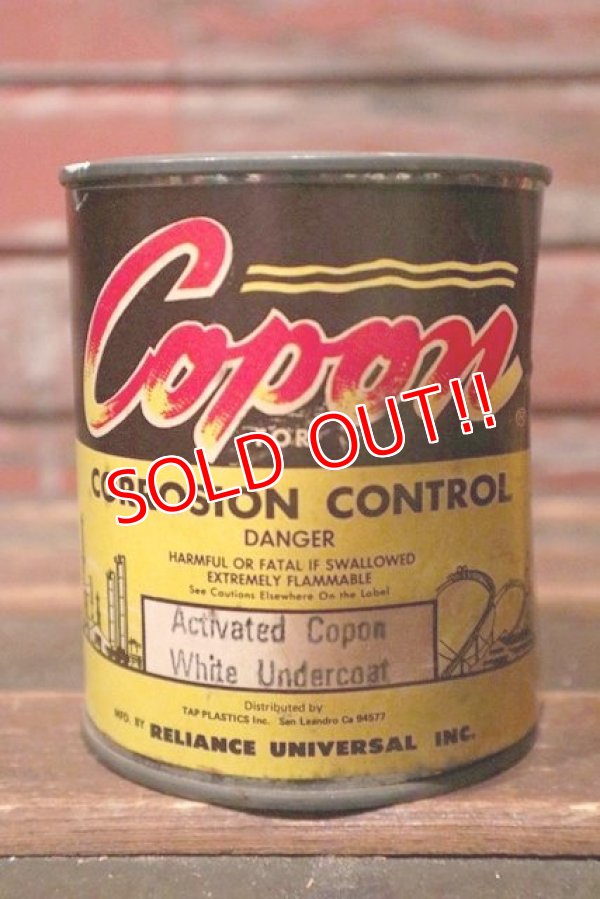 Copon
®
FOR
SOLD OUT!!
CORROSION CONTROL
DANGER
HARMFUL OR FATAL IF SWALLOWED
EXTREMELY FLAMMABLE
See Cautions Elsewhere On the Label
Activated Copon
White Undercoat
Distributed by
TAP PLASTICS Inc. San Leandro Ca 94577
MFD. BY RELIANCE UNIVERSAL INC.